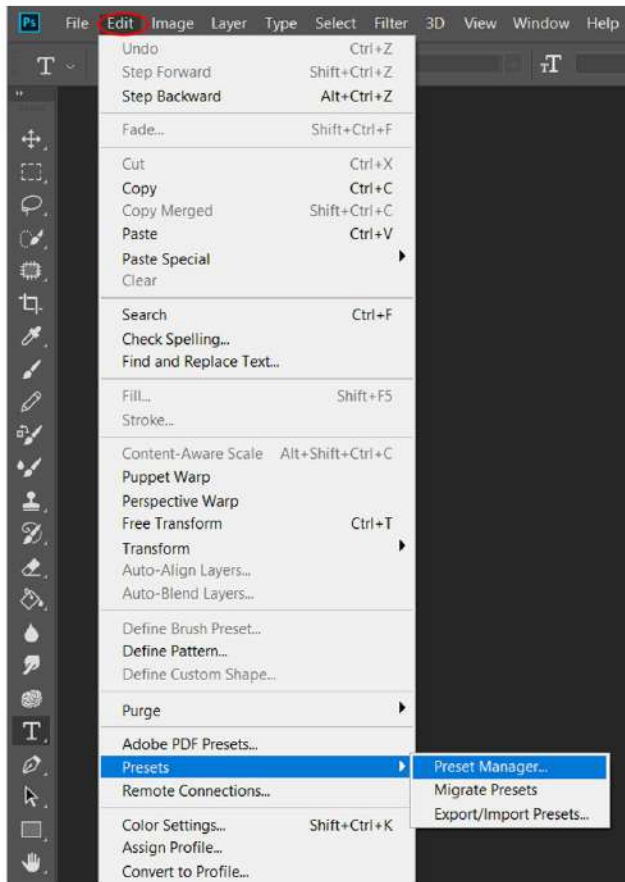 Ps File Edit Image Layer Type Select Filter 3D View Window Help
T T
Undo Ctrl+Z
Step Forward Shift+Ctrl+Z
Step Backward Alt+Ctrl+Z
Fade... Shift+Ctrl+F
Cut Ctrl+X
Copy Ctrl+C
Copy Merged Shift+Ctrl+C
Paste Ctrl+V
Paste Special
Clear
Search Ctrl+F
Check Spelling...
Find and Replace Text...
Fill... Shift+F5
Stroke...
Content-Aware Scale Alt+Shift+Ctrl+C
Puppet Warp
Perspective Warp
Free Transform Ctrl+T
Transform
Auto-Align Layers...
Auto-Blend Layers...
Define Brush Preset...
Define Pattern...
Define Custom Shape...
Purge
T
Adobe PDF Presets...
Presets Preset Manager...
Remote Connections... Migrate Presets
Export/Import Presets...
Color Settings... Shift+Ctrl+K
Assign Profile...
Convert to Profile...